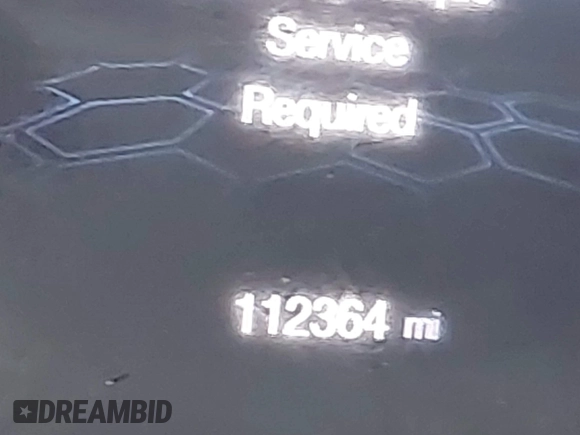 Service
Required
112364 mi
DREAMBID